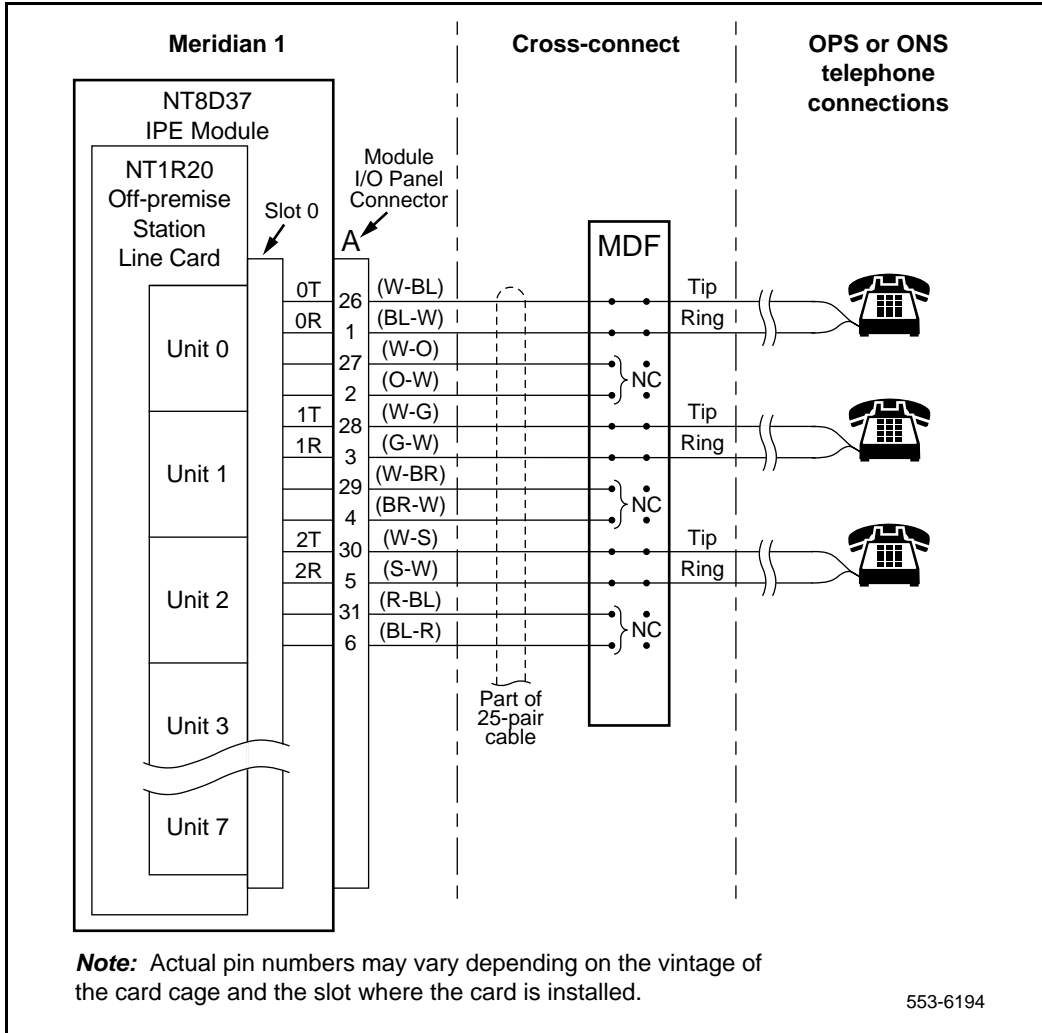 Meridian 1
Cross-connect
OPS or ONS
telephone
connections
NT8D37
IPE Module
NT1R20
Off-premise
Station
Line Card
Slot 0
Module
I/O Panel
Connector
A
MDF
Unit 0
Unit 1
Unit 2
Unit 3
Unit 7
0T 26 (W-BL) Tip
0R 1 (BL-W) Ring
27 (W-O)
2 (O-W)
NC
1T 28 (W-G) Tip
1R 3 (G-W) Ring
29 (W-BR)
4 (BR-W)
NC
2T 30 (W-S) Tip
2R 5 (S-W) Ring
31 (R-BL)
6 (BL-R)
NC
Part of
25-pair
cable
Note: Actual pin numbers may vary depending on the vintage of
the card cage and the slot where the card is installed.
553-6194